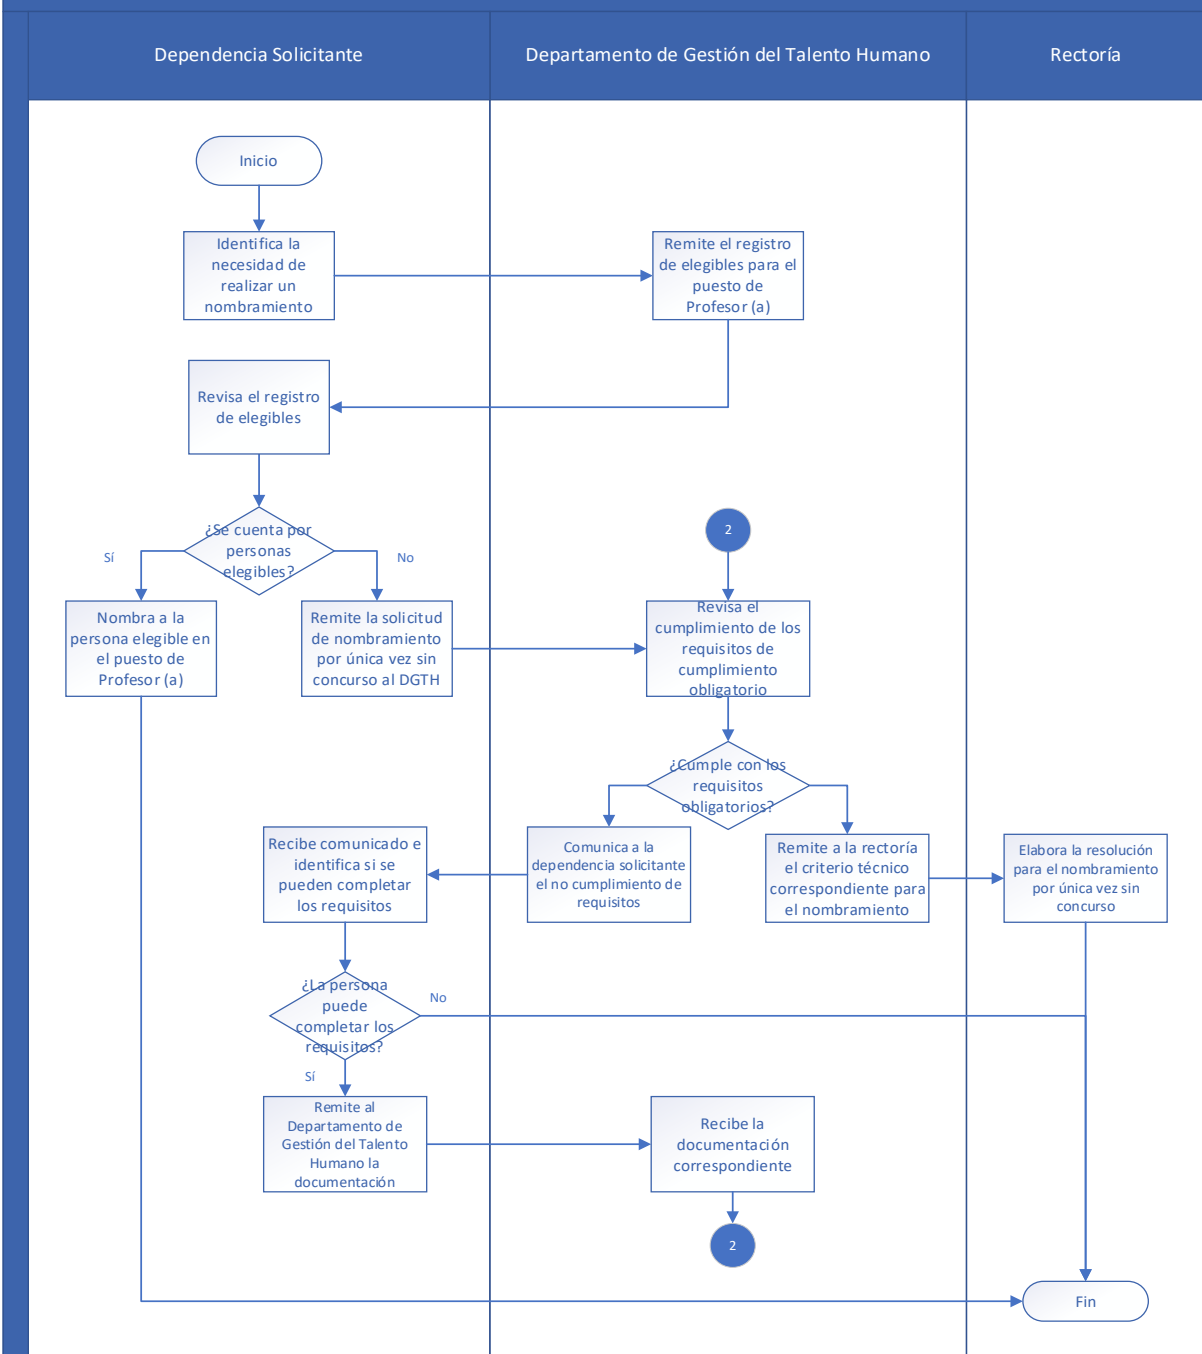 Dependencia Solicitante
Departamento de Gestión del Talento Humano
Rectoría
Inicio
Identifica la
necesidad de
realizar un
nombramiento
Remite el registro
de elegibles para el
puesto de
Profesor (a)
Revisa el registro
de elegibles
¿Se cuenta por
personas
elegibles?
Sí
No
2
Nombra a la
persona elegible en
el puesto de
Profesor (a)
Remite la solicitud
de nombramiento
por única vez sin
concurso al DGTH
Revisa el
cumplimiento de los
requisitos de
cumplimiento
obligatorio
¿Cumple con los
requisitos
obligatorios?
Recibe comunicado e
identifica si se
pueden completar
los requisitos
Comunica a la
dependencia solicitante
el no cumplimiento de
requisitos
Remite a la rectoría
el criterio técnico
correspondiente para
el nombramiento
Elabora la resolución
para el nombramiento
por única vez sin
concurso
¿La persona
puede
completar los
requisitos?
No
Sí
Remite al
Departamento de
Gestión del Talento
Humano la
documentación
Recibe la
documentación
correspondiente
2
Fin